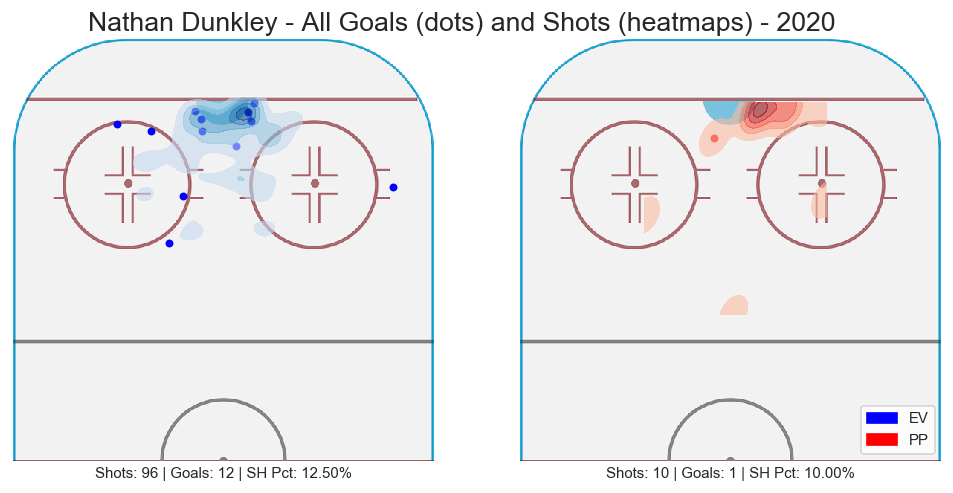 Nathan Dunkley - All Goals (dots) and Shots (heatmaps) - 2020
EV
PP
Shots: 96 | Goals: 12 | SH Pct: 12.50%
Shots: 10 | Goals: 1 | SH Pct: 10.00%